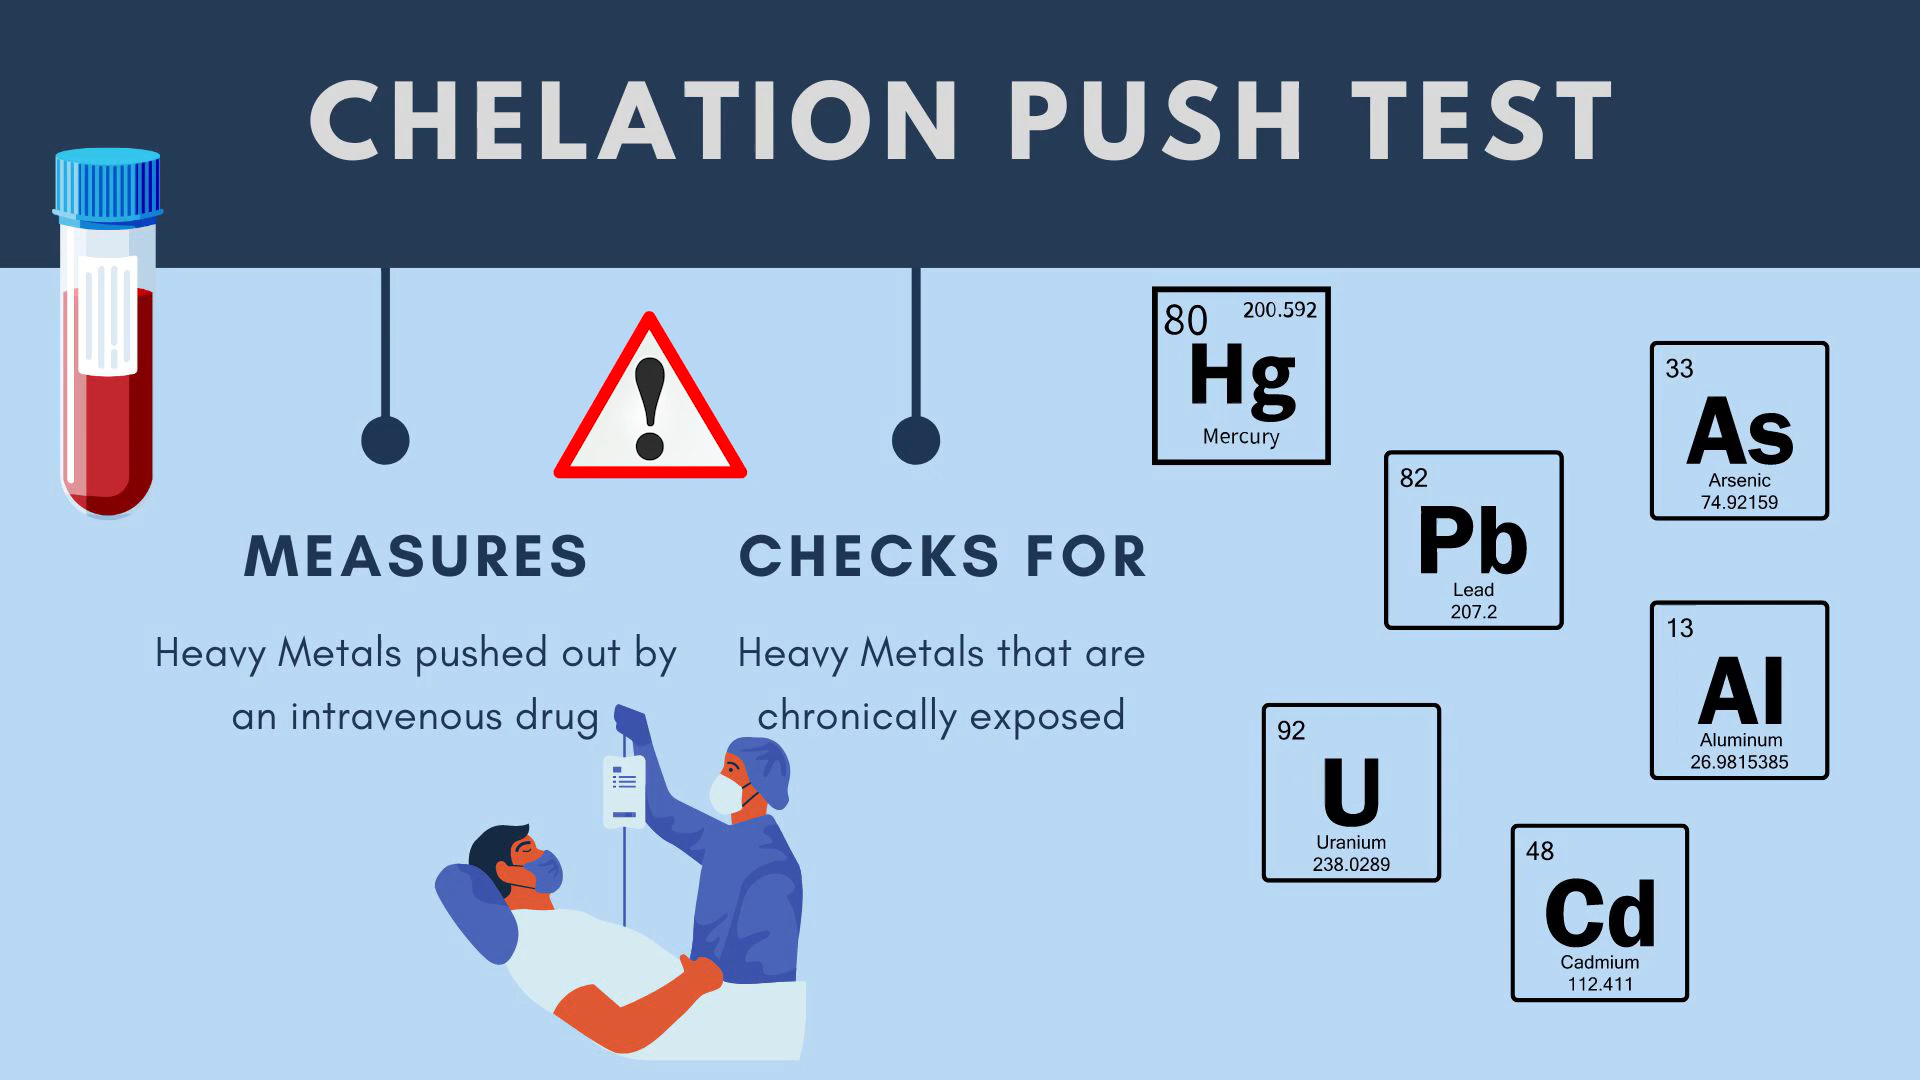 CHELATION PUSH TEST
MEASURES
Heavy Metals pushed out by
an intravenous drug
CHECKS FOR
Heavy Metals that are
chronically exposed
80 200.592
Hg
Mercury
33
As
Arsenic
74.92159
82
Pb
Lead
207.2
13
Al
Aluminum
26.9815385
92
U
Uranium
238.0289
48
Cd
Cadmium
112.411